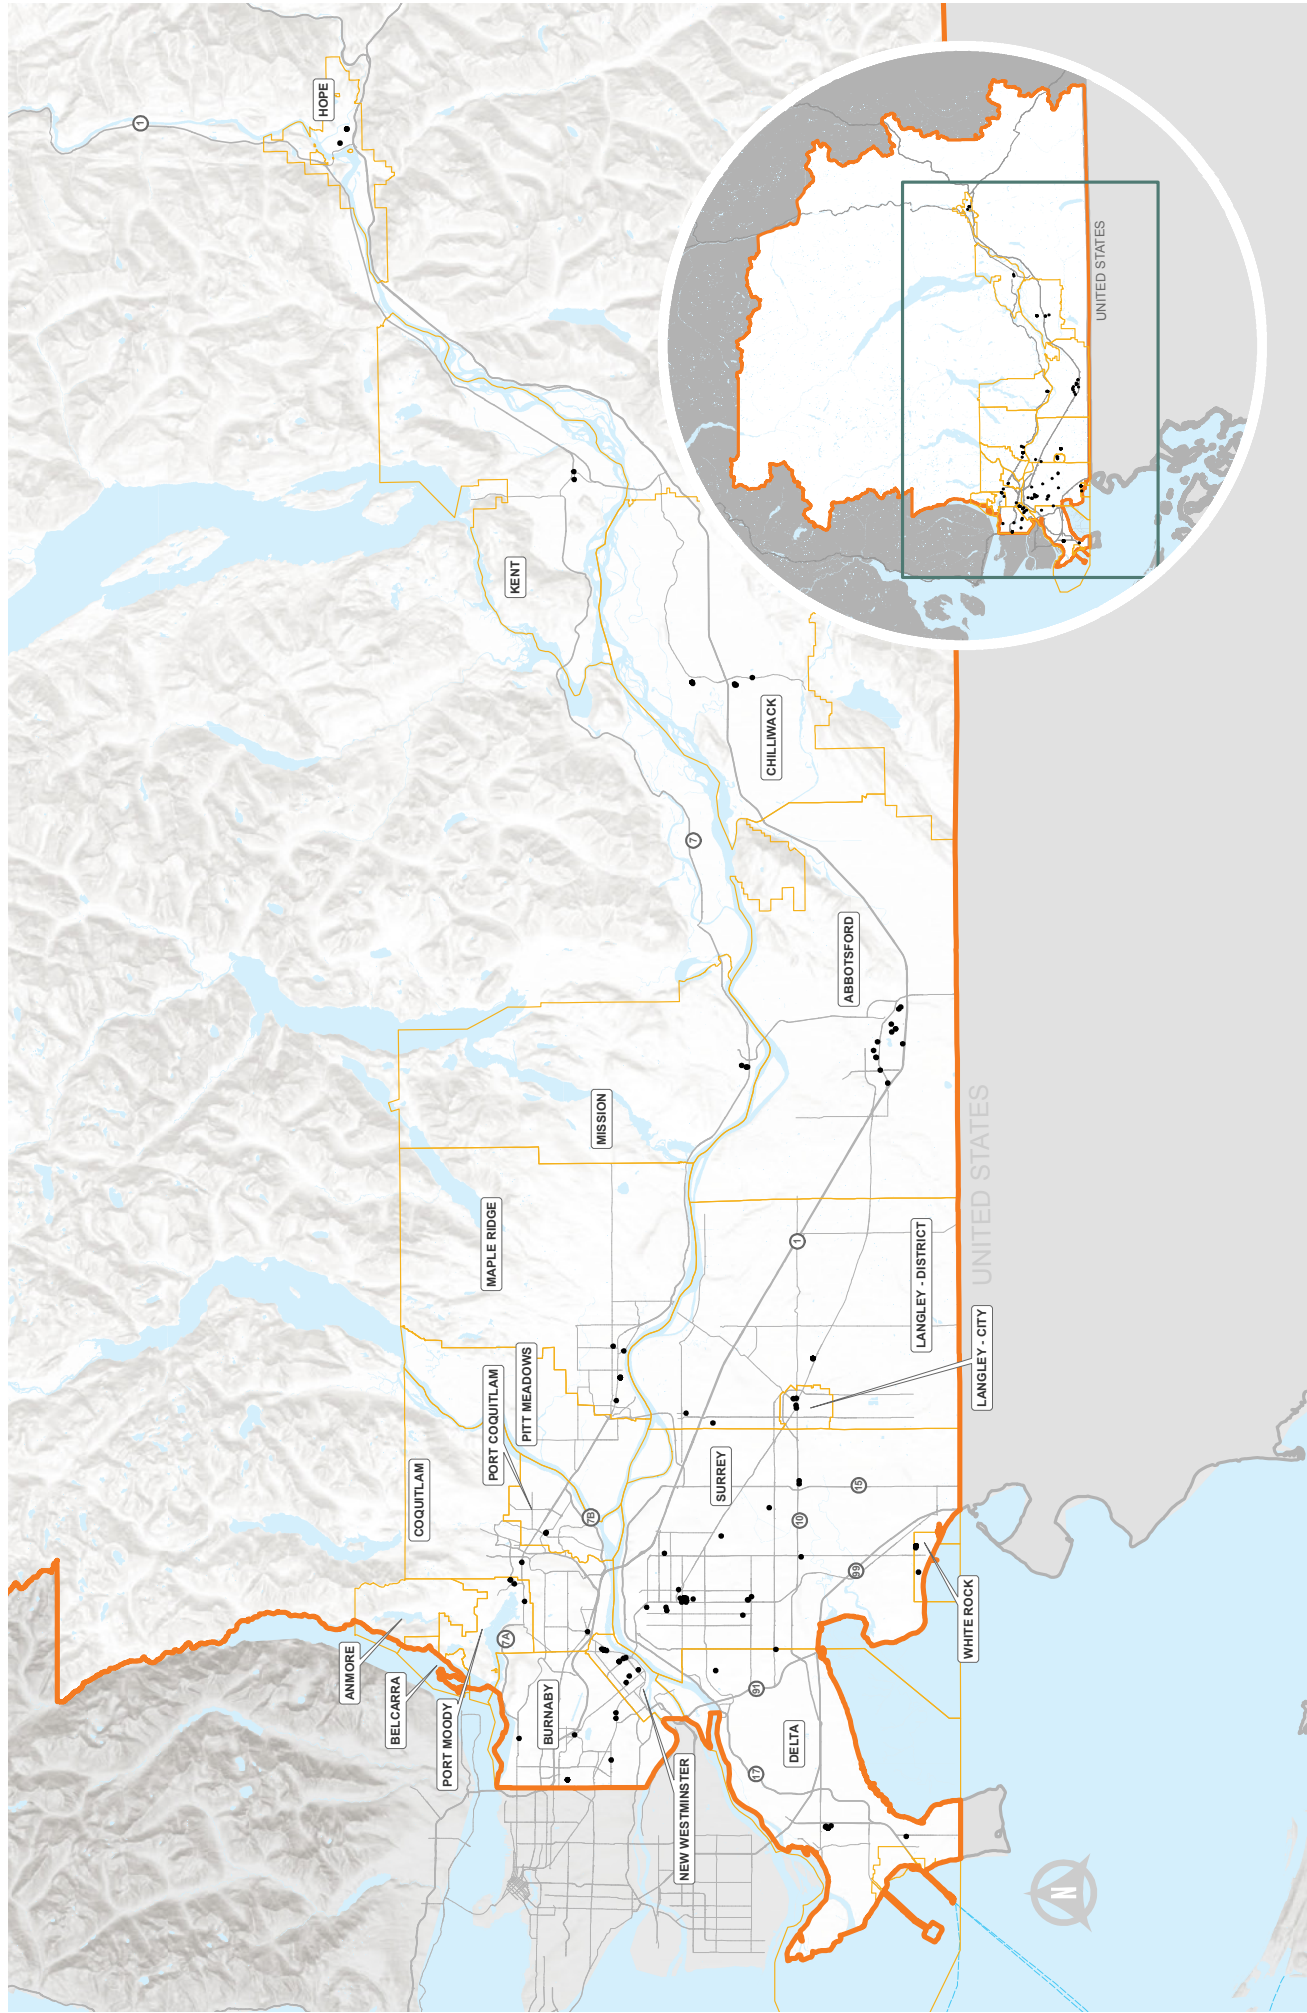 HOPE
1
UNITED STATES
KENT
CHILLIWACK
7
ABBOTSFORD
MISSION
UNITED STATES
MAPLE RIDGE
1
LANGLEY - DISTRICT
LANGLEY - CITY
PITT MEADOWS
PORT COQUITLAM
COQUITLAM
SURREY
15
7B
10
99
WHITE ROCK
7A
ANMORE
BELCARRA
PORT MOODY
BURNABY
91
DELTA
17
NEW WESTMINSTER
N